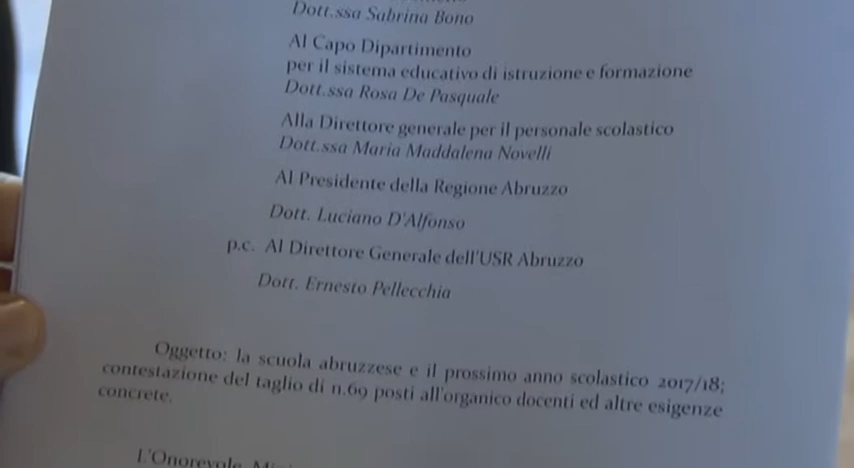 Dott.ssa Sabrina Bono
Al Capo Dipartimento
per il sistema educativo di istruzione e formazione
Dott.ssa Rosa De Pasquale
Alla Direttore generale per il personale scolastico
Dott.ssa Maria Maddalena Novelli
Al Presidente della Regione Abruzzo
Dott. Luciano D'Alfonso
p.c. Al Direttore Generale dell'USR Abruzzo
Dott. Ernesto Pellecchia
Oggetto: la scuola abruzzese e il prossimo anno scolastico 2017/18;
contestazione del taglio di n.69 posti all'organico docenti ed altre esigenze
concrete.
L'Onorevole